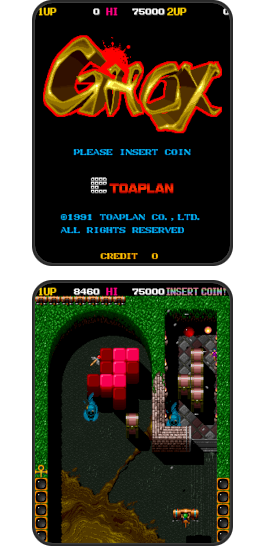 1UP 0 HI 75000 2UP 0
GHOX
PLEASE INSERT COIN
TOAPLAN
©1991 TOAPLAN CO., LTD.
ALL RIGHTS RESERVED
CREDIT 0
1UP 8460 HI 75000 INSERT COIN!